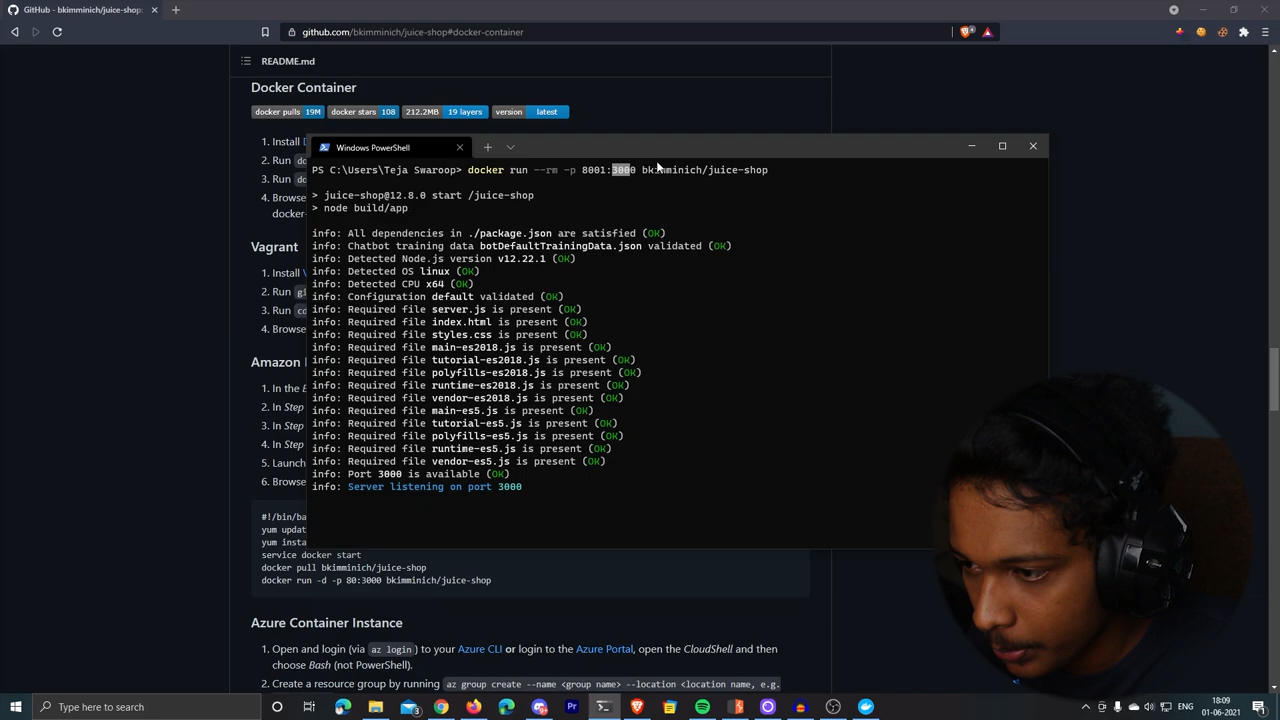 GitHub - bkimminich/juice-shop:
github.com/bkimminich/juice-shop#docker-container
README.md
Docker Container
docker pulls 19M docker stars 108 212.2MB 19 layers version latest
1. Install
2. Run
3. Run
4. Browse
docker-
Vagrant
1. Install
2. Run gi
3. Run cd
4. Browse
Amazon
1. In the
2. In Step
3. In Step
4. In Step
5. Launch
6. Browse
Windows PowerShell
PS C:\Users\Teja Swaroop> docker run --rm -p 8001:3000 bkimminich/juice-shop
> juice-shop@12.8.0 start /juice-shop
> node build/app
info: All dependencies in ./package.json are satisfied (OK)
info: Chatbot training data botDefaultTrainingData.json validated (OK)
info: Detected Node.js version v12.22.1 (OK)
info: Detected OS linux (OK)
info: Detected CPU x64 (OK)
info: Configuration default validated (OK)
info: Required file server.js is present (OK)
info: Required file index.html is present (OK)
info: Required file styles.css is present (OK)
info: Required file main-es2018.js is present (OK)
info: Required file tutorial-es2018.js is present (OK)
info: Required file polyfills-es2018.js is present (OK)
info: Required file runtime-es2018.js is present (OK)
info: Required file vendor-es2018.js is present (OK)
info: Required file main-es5.js is present (OK)
info: Required file tutorial-es5.js is present (OK)
info: Required file polyfills-es5.js is present (OK)
info: Required file runtime-es5.js is present (OK)
info: Required file vendor-es5.js is present (OK)
info: Port 3000 is available (OK)
info: Server listening on port 3000
#!/bin/ba
yum updat
yum insta
service docker start
docker pull bkimminich/juice-shop
docker run -d -p 80:3000 bkimminich/juice-shop
Azure Container Instance
1. Open and login (via az login) to your Azure CLI or login to the Azure Portal, open the CloudShell and then
choose Bash (not PowerShell).
2. Create a resource group by running az group create --name <group name> --location <location name, e.g.
Type here to search
ENG
18:09
01-06-2021